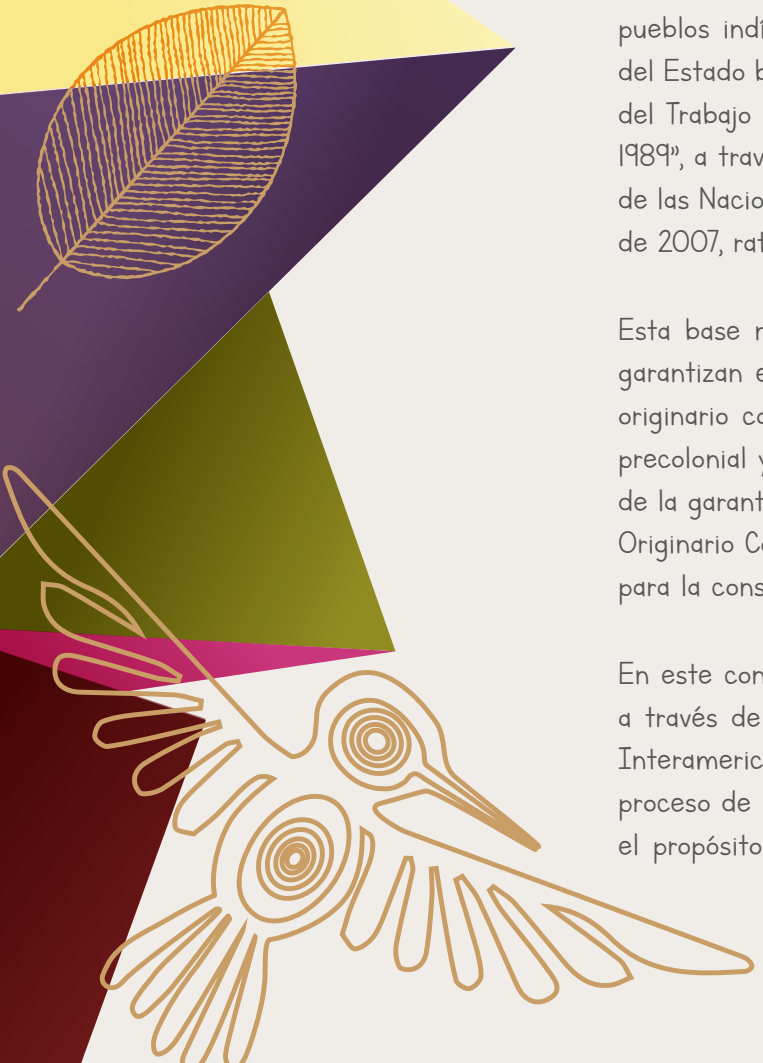 pueblos indí
del Estado b
del Trabajo
1989”, a trav
de las Nacio
de 2007, rat
Esta base
garantizan e
originario co
precolonial y
de la garant
Originario Co
para la cons
En este con
a través de
Interameric
proceso de
el propósito